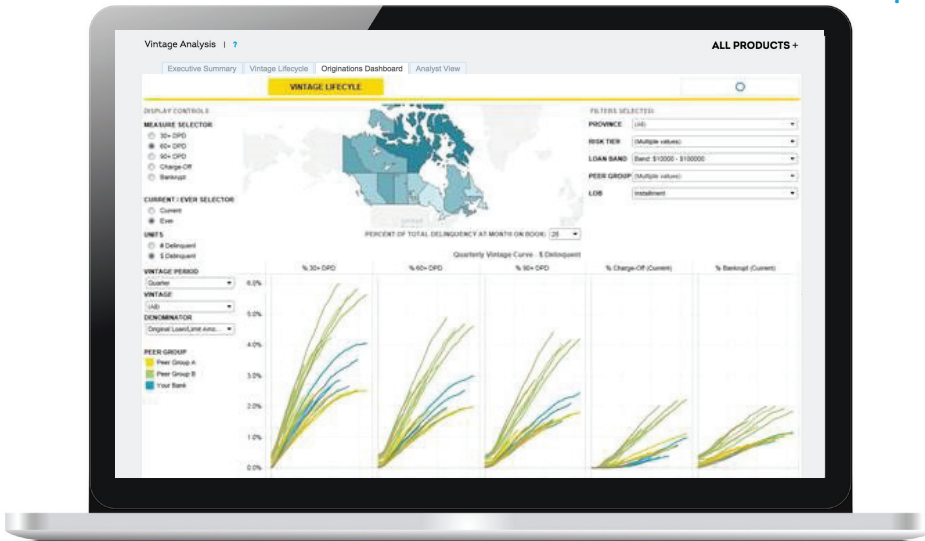 Vintage Analysis | ?
ALL PRODUCTS +
Executive Summary
Vintage Lifecycle
Originations Dashboard
Analyst View
VINTAGE LIFECYLE
DISPLAY CONTROLS
MEASURE SELECTOR
30+ DPD
60+ DPD
90+ DPD
Charge-Off
Bankrupt
CURRENT / EVER SELECTOR
Current
Ever
UNITS
# Delinquent
$ Delinquent
VINTAGE PERIOD
Quarter
VINTAGE
(All)
DENOMINATOR
Original Loan/Limit Amo...
PEER GROUP
Peer Group A
Peer Group B
Your Bank
FILTERS SELECTED:
PROVINCE (All)
RISK TIER (Multiple values)
LOAN BAND Band: $10000 - $100000
PEER GROUP (Multiple values)
LOB Installment
PERCENT OF TOTAL DELINQUENCY AT MONTH ON BOOK:
Quarterly Vintage Curve - $ Delinquent
% 30+ DPD
% 60+ DPD
% 90+ DPD
% Charge-Off (Current)
% Bankrupt (Current)
6.0%
5.0%
4.0%
3.0%
2.0%
1.0%
0.0%